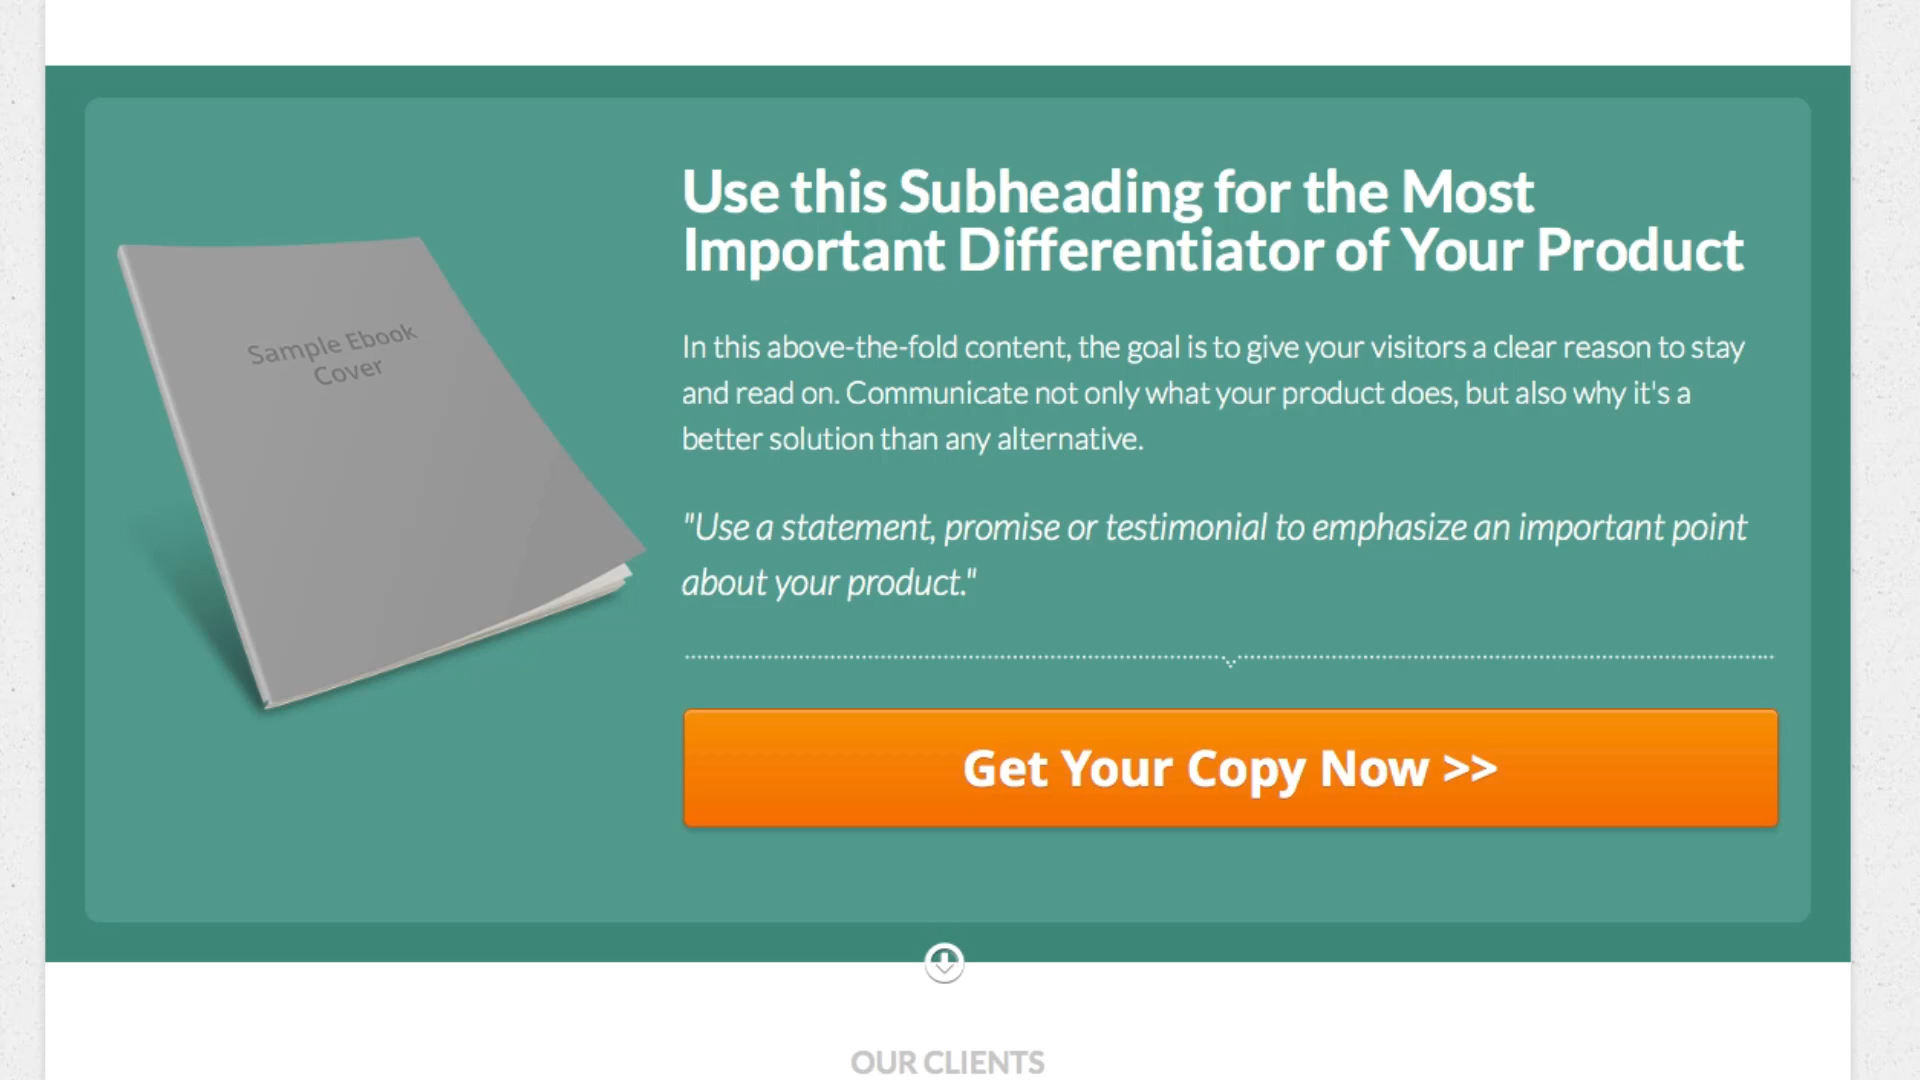 Use this Subheading for the Most
Important Differentiator of Your Product
Sample Ebook
Cover
In this above-the-fold content, the goal is to give your visitors a clear reason to stay
and read on. Communicate not only what your product does, but also why it's a
better solution than any alternative.
"Use a statement, promise or testimonial to emphasize an important point
about your product."
Get Your Copy Now >>
OUR CLIENTS